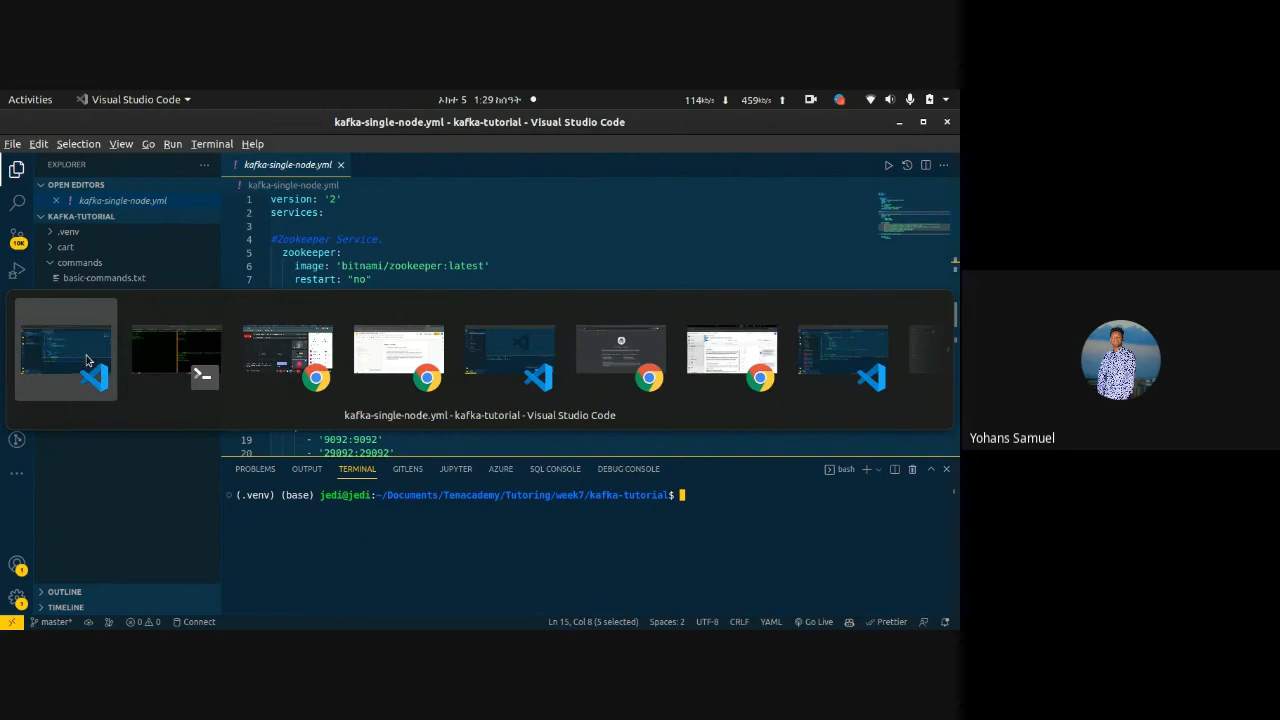 Activities
Visual Studio Code
114kb/s
459kb/s
kafka-single-node.yml - kafka-tutorial - Visual Studio Code
File Edit Selection View Go Run Terminal Help
EXPLORER
kafka-single-node.yml
OPEN EDITORS
kafka-single-node.yml
kafka-single-node.yml
KAFKA-TUTORIAL
.venv
cart
commands
basic-commands.txt
1 version: '2'
2 services:
3
4 #Zookeeper Service.
5 zookeeper:
6 image: 'bitnami/zookeeper:latest'
7 restart: "no"
kafka-single-node.yml - kafka-tutorial - Visual Studio Code
19 - '9092:9092'
20 - '29092:29092'
PROBLEMS OUTPUT TERMINAL GITLENS JUPYTER AZURE SQL CONSOLE DEBUG CONSOLE
bash
(.venv) (base) jedi@jedi:~/Documents/Tenacademy/Tutoring/week7/kafka-tutorial$
10K
1
1
OUTLINE
TIMELINE
master* 0 0 Connect
Ln 15, Col 8 (5 selected) Spaces: 2 UTF-8 CRLF YAML Go Live Prettier
Yohans Samuel